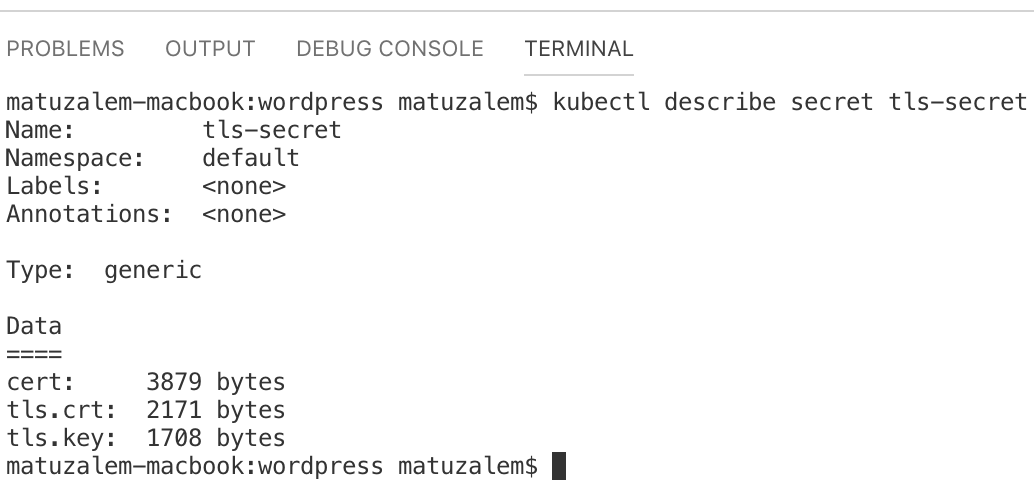 PROBLEMS OUTPUT DEBUG CONSOLE TERMINAL
matuzalem-macbook:wordpress matuzalem$ kubectl describe secret tls-secret
Name:         tls-secret
Namespace:    default
Labels:       <none>
Annotations:  <none>
Type:  generic
Data
====
cert:     3879 bytes
tls.crt:  2171 bytes
tls.key:  1708 bytes
matuzalem-macbook:wordpress matuzalem$